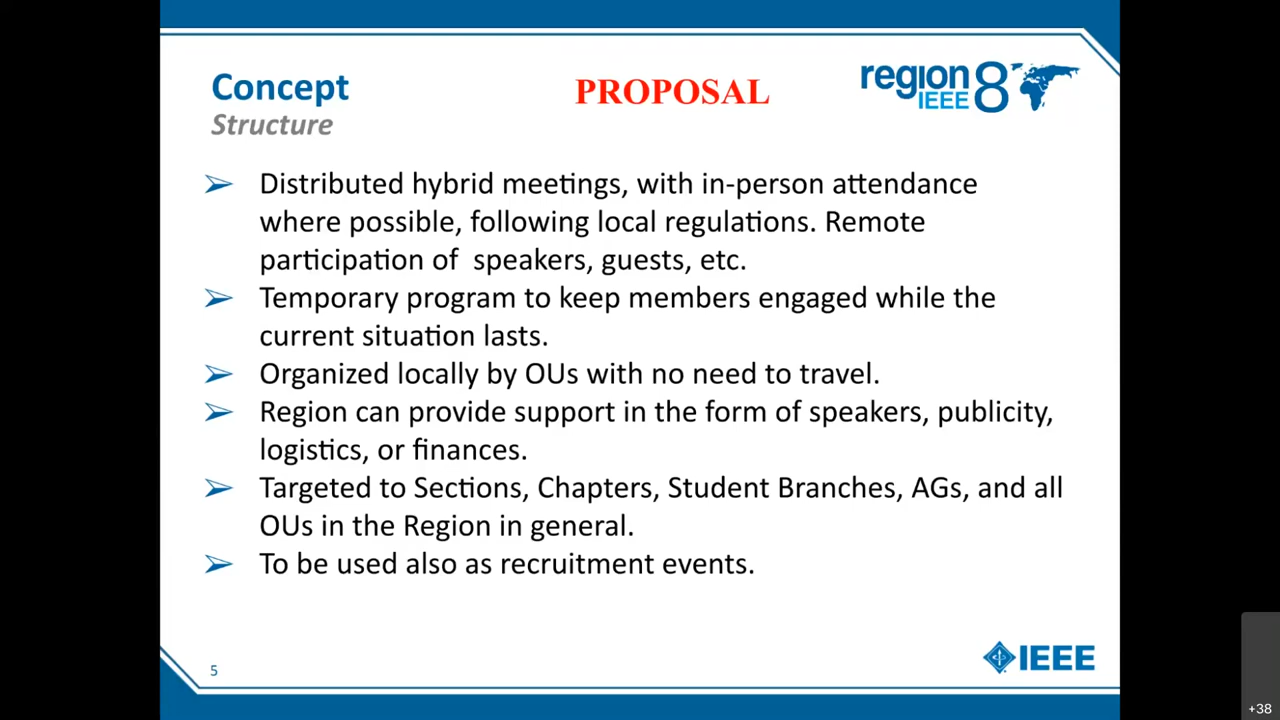 Concept
PROPOSAL
region 8
IEEE
Structure
➢ Distributed hybrid meetings, with in-person attendance
where possible, following local regulations. Remote
participation of speakers, guests, etc.
➢ Temporary program to keep members engaged while the
current situation lasts.
➢ Organized locally by OUs with no need to travel.
➢ Region can provide support in the form of speakers, publicity,
logistics, or finances.
➢ Targeted to Sections, Chapters, Student Branches, AGs, and all
OUs in the Region in general.
➢ To be used also as recruitment events.
5
IEEE
+38